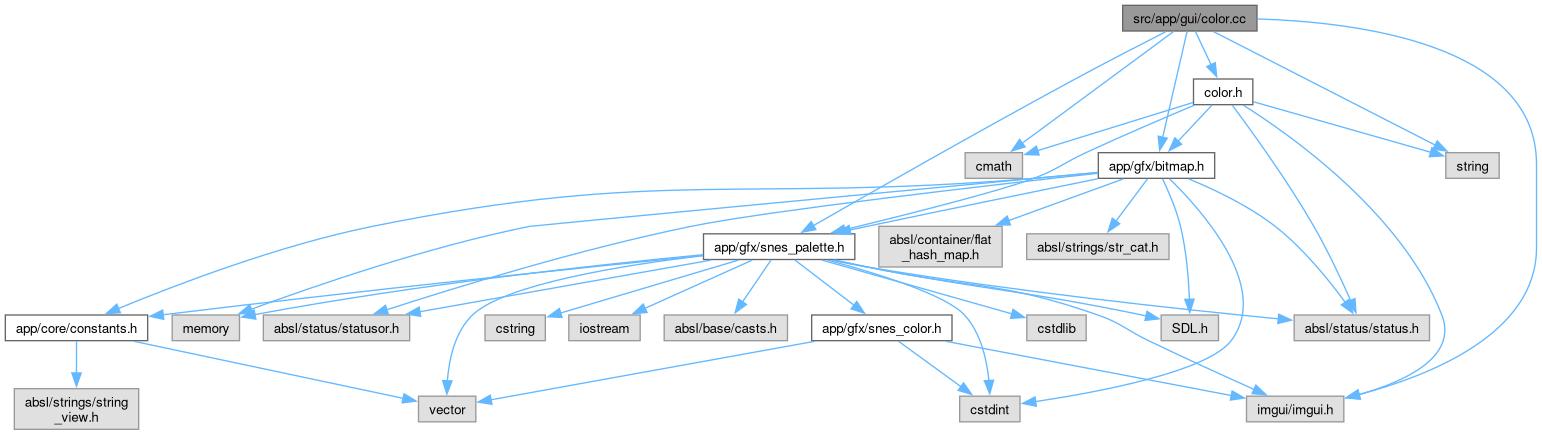 src/app/gui/color.cc
color.h
cmath
app/gfx/bitmap.h
string
app/gfx/snes_palette.h
absl/container/flat
_hash_map.h
absl/strings/str_cat.h
app/core/constants.h
memory
absl/status/statusor.h
cstring
iostream
absl/base/casts.h
app/gfx/snes_color.h
cstdlib
SDL.h
absl/status/status.h
absl/strings/string
_view.h
vector
cstdint
imgui/imgui.h